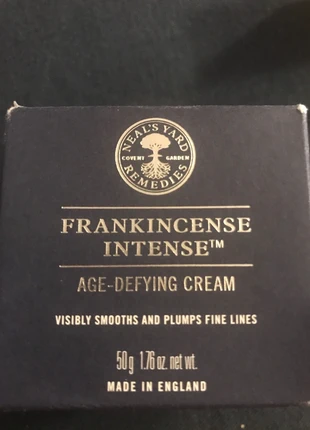 NEAL'S YARD
COVENT GARDEN
REMEDIES
FRANKINCENSE
INTENSE™
AGE-DEFYING CREAM
VISIBLY SMOOTHS AND PLUMPS FINE LINES
50g 1.76 oz. net wt.
MADE IN ENGLAND